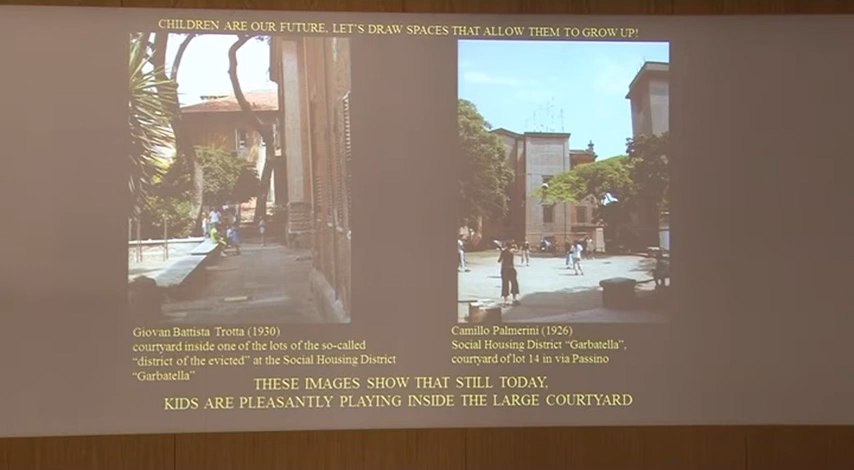 CHILDREN ARE OUR FUTURE, LET'S DRAW SPACES THAT ALLOW THEM TO GROW UP!
Giovan Battista Trotta (1930)
courtyard inside one of the lots of the so-called
"district of the evicted" at the Social Housing District
"Garbatella"
Camillo Palmerini (1926)
Social Housing District "Garbatella",
courtyard of lot 14 in via Passino
THESE IMAGES SHOW THAT STILL TODAY,
KIDS ARE PLEASANTLY PLAYING INSIDE THE LARGE COURTYARD